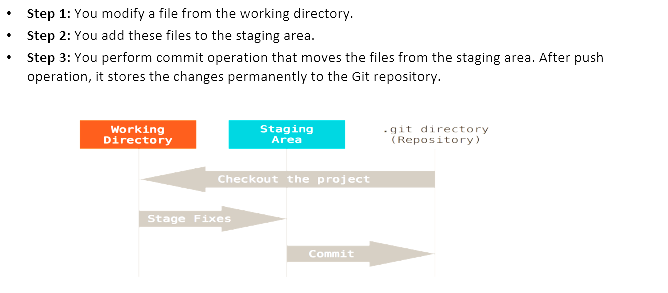 • Step 1: You modify a file from the working directory.
• Step 2: You add these files to the staging area.
• Step 3: You perform commit operation that moves the files from the staging area. After push
operation, it stores the changes permanently to the Git repository.
Working
Directory
Staging
Area
.git directory
(Repository)
Checkout the project
Stage Fixes
Commit